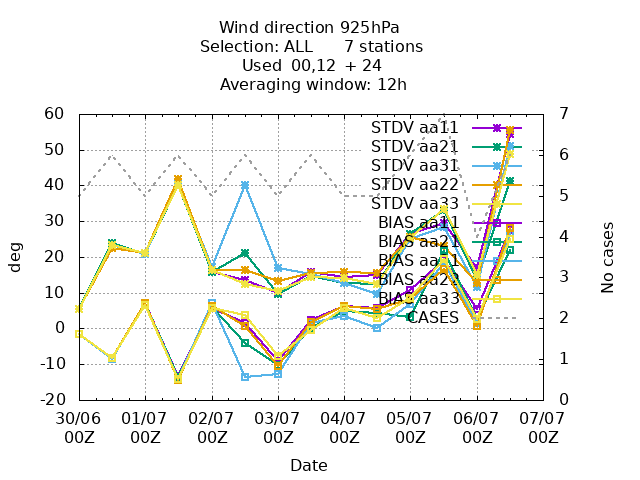 Wind direction 925hPa
Selection: ALL 7 stations
Used 00,12 + 24
Averaging window: 12h
60
50
40
30
20
10
0
-10
-20
deg
7
6
5
4
3
2
1
0
No cases
STDV aa11
STDV aa21
STDV aa31
STDV aa22
STDV aa33
BIAS aa11
BIAS aa21
BIAS aa31
BIAS aa22
BIAS aa33
CASES
30/06 01/07 02/07 03/07 04/07 05/07 06/07 07/07
00Z 00Z 00Z 00Z 00Z 00Z 00Z 00Z
Date